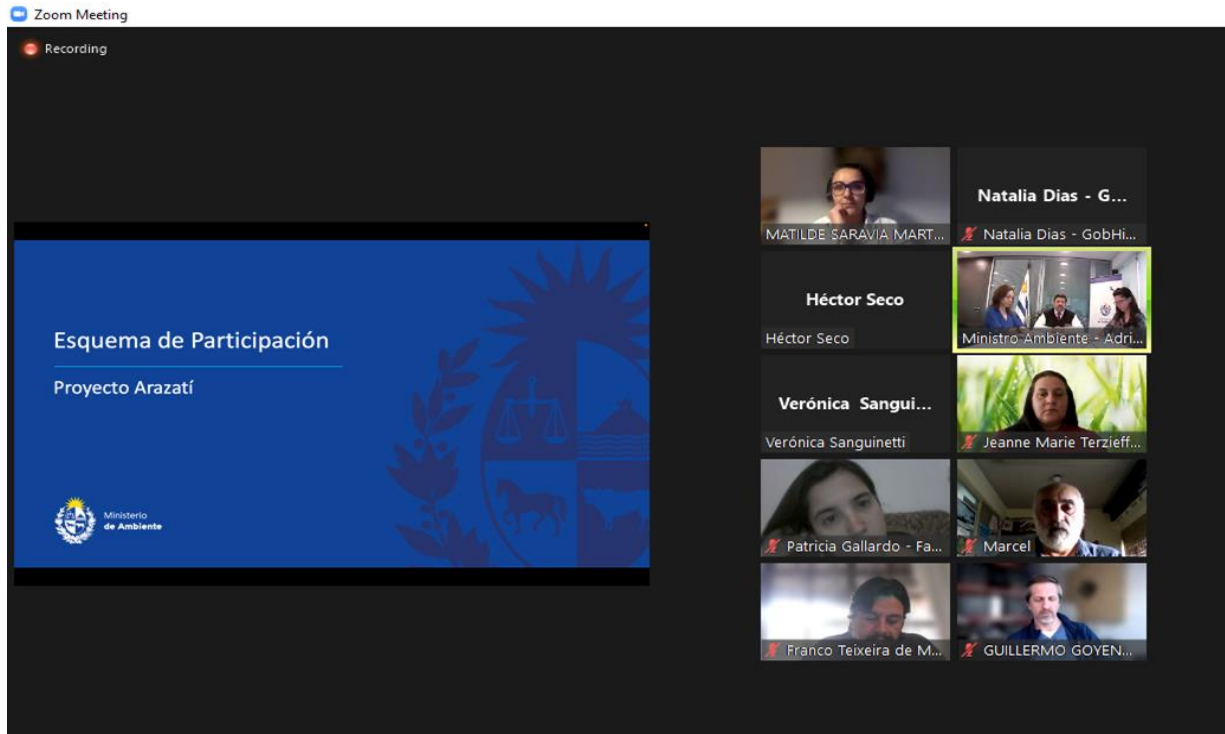 Zoom Meeting
Recording
Esquema de Participación
Proyecto Arazatí
Ministerio
de Ambiente
MATILDE SARAVIA MART...
Natalia Dias - G...
Natalia Dias - GobHi...
Héctor Seco
Héctor Seco
Ministro Ambiente - Adri...
Verónica Sangui...
Verónica Sanguinetti
Jeanne Marie Terzieff...
Patricia Gallardo - Fa...
Marcel
Franco Teixeira de M...
GUILLERMO GOYEN...